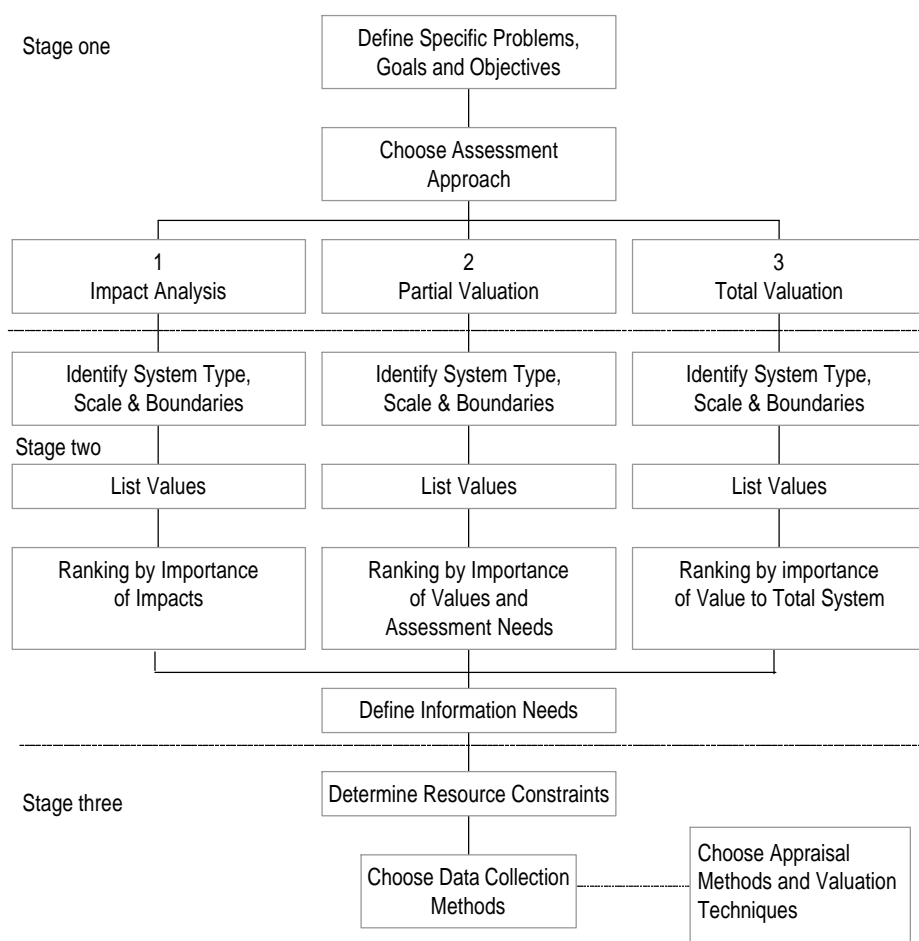 Stage one
Define Specific Problems,
Goals and Objectives
Choose Assessment
Approach
1
Impact Analysis
2
Partial Valuation
3
Total Valuation
Identify System Type,
Scale & Boundaries
Identify System Type,
Scale & Boundaries
Identify System Type,
Scale & Boundaries
Stage two
List Values
List Values
List Values
Ranking by Importance
of Impacts
Ranking by Importance
of Values and
Assessment Needs
Ranking by importance
of Value to Total System
Define Information Needs
Stage three
Determine Resource Constraints
Choose Data Collection
Methods
Choose Appraisal
Methods and Valuation
Techniques